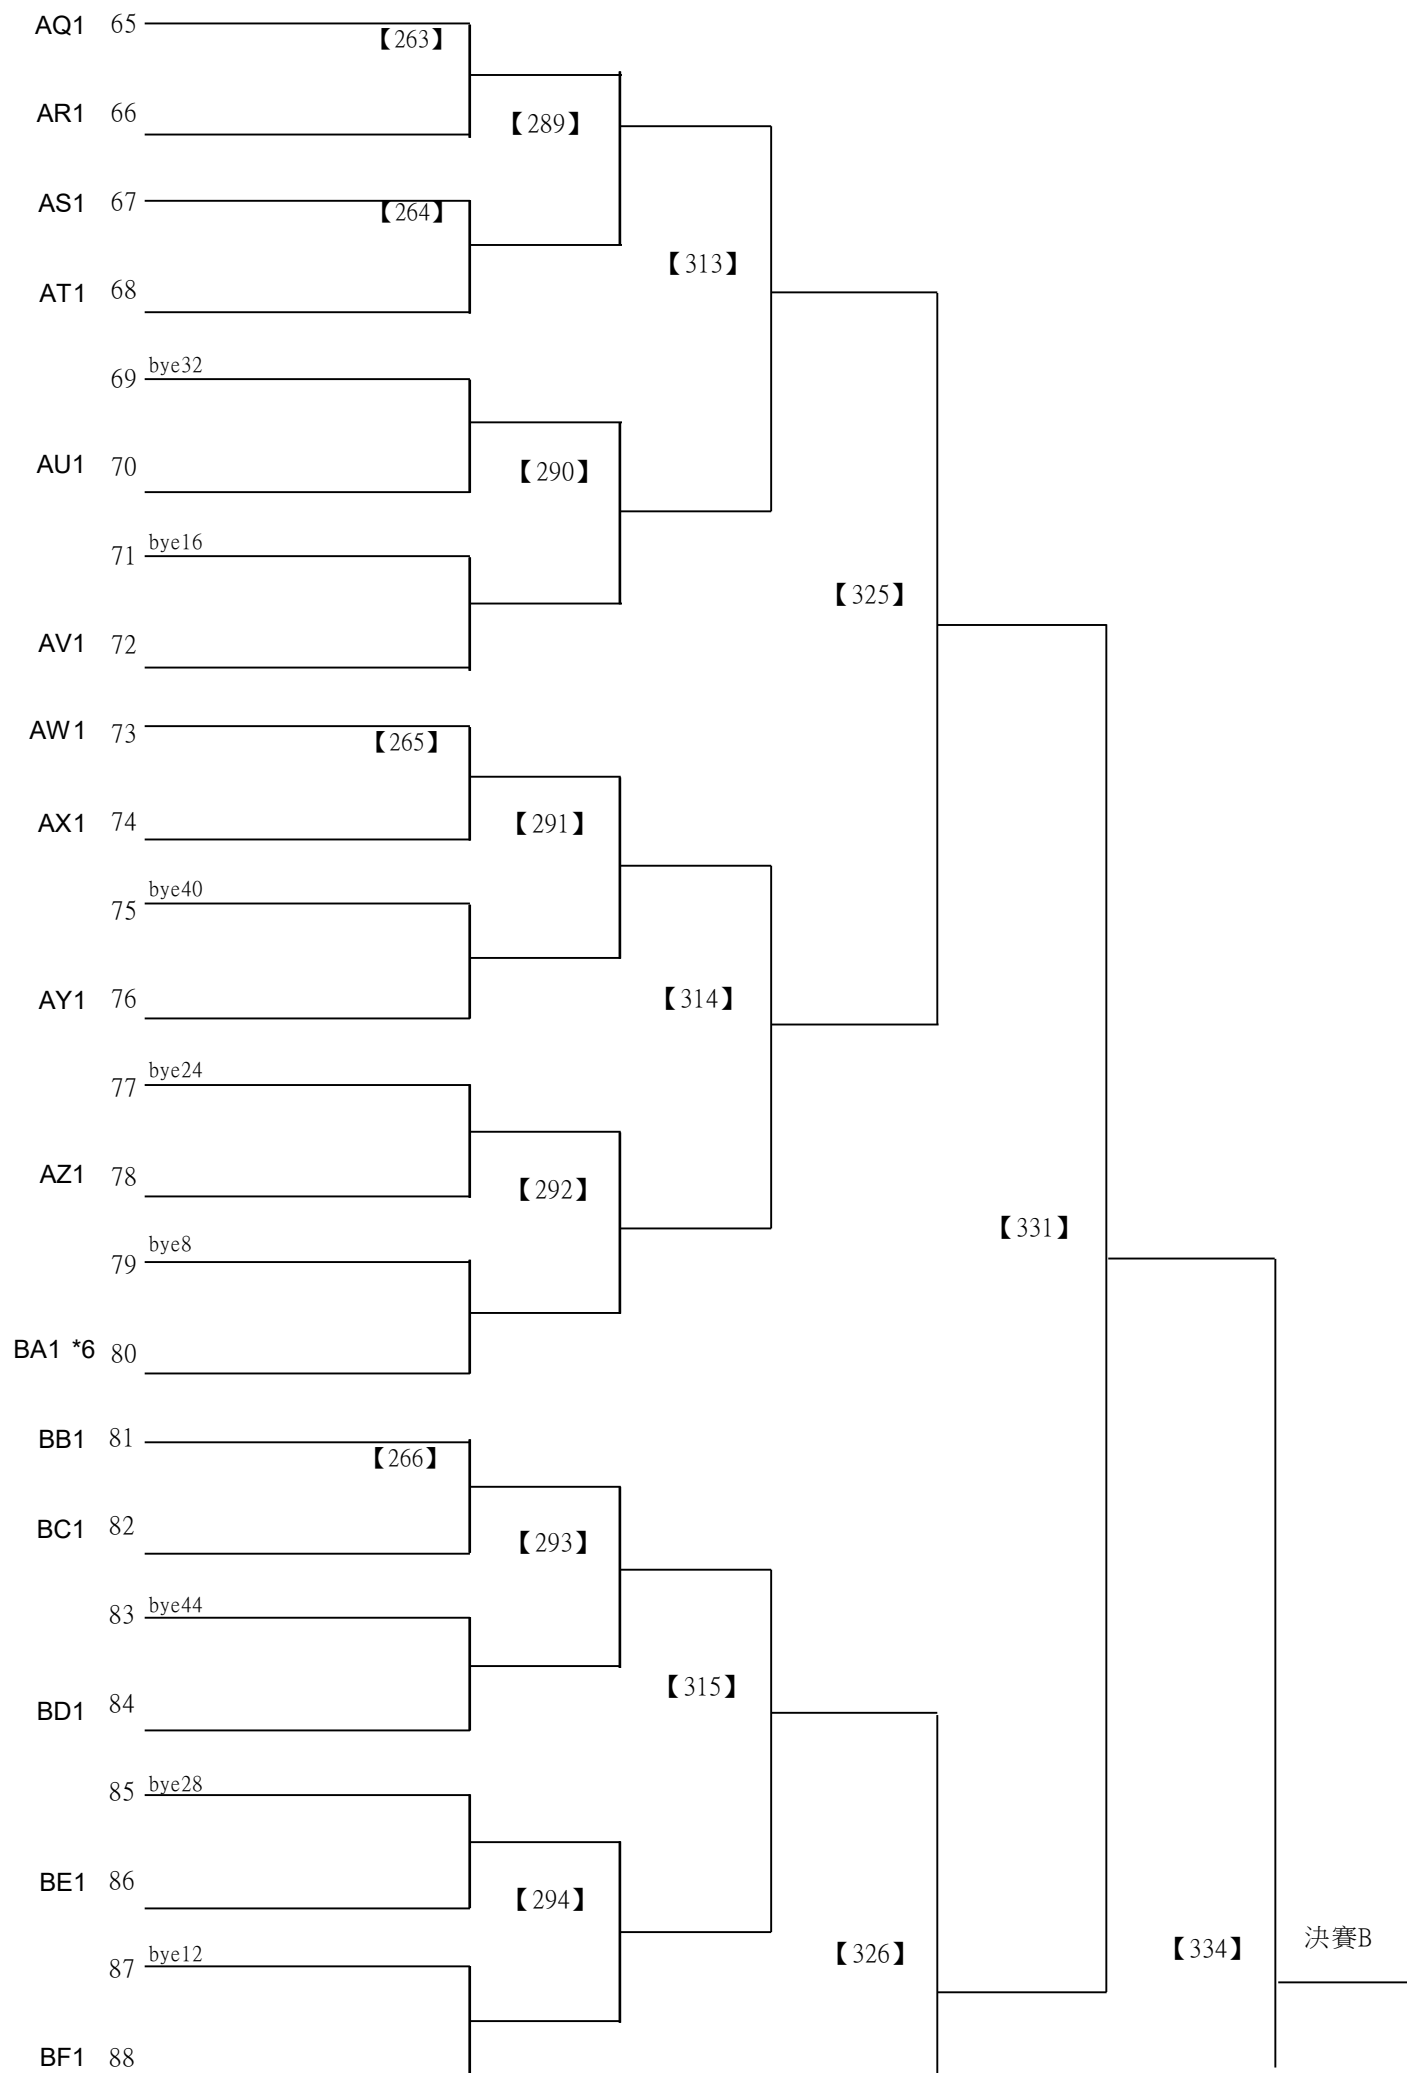 AQ1 65
【263】
AR1 66
【289】
AS1 67
【264】
【313】
AT1 68
bye32
69
AU1 70
【290】
bye16
71
【325】
AV1 72
AW1 73
【265】
AX1 74
【291】
bye40
75
AY1 76
【314】
bye24
77
AZ1 78
【292】
【331】
bye8
79
BA1 *6 80
BB1 81
【266】
BC1 82
【293】
bye44
83
【315】
BD1 84
bye28
85
BE1 86
【294】
決賽B
【334】
【326】
bye12
87
BF1 88